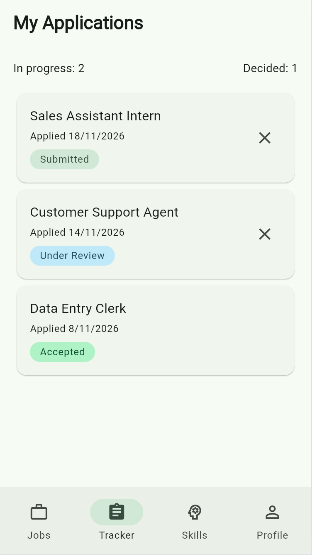 My Applications
In progress: 2
Decided: 1
Sales Assistant Intern
Applied 18/11/2026
Submitted
Customer Support Agent
Applied 14/11/2026
Under Review
Data Entry Clerk
Applied 8/11/2026
Accepted
Jobs
Tracker
Skills
Profile